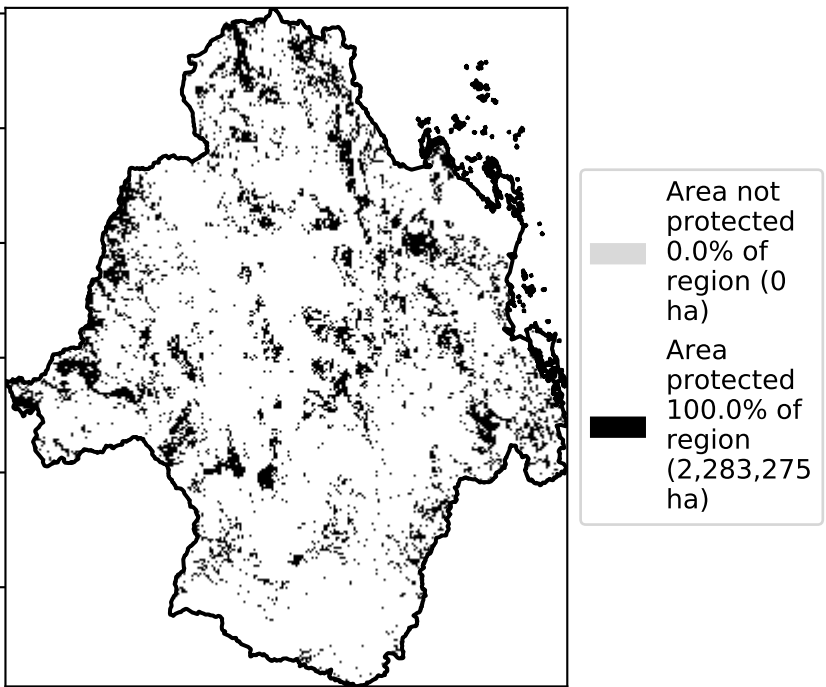 Area not
protected
0.0% of
region (0
ha)
Area
protected
100.0% of
region
(2,283,275
ha)